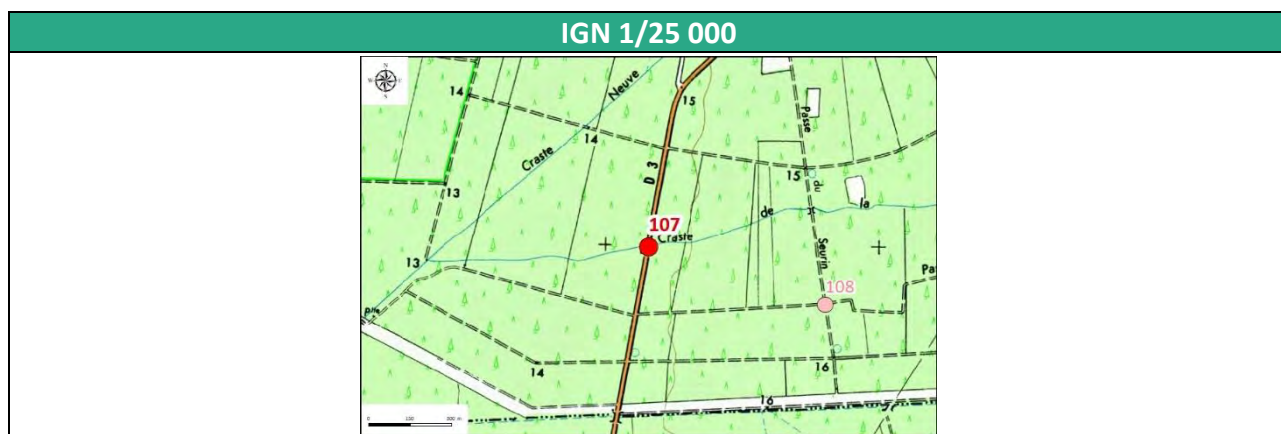 IGN 1/25 000
N
14
Neuve
15
Passe
14
Craste
D 3
15
du
13
de
la
107
Craste
13
Seurin
108
14
16
16